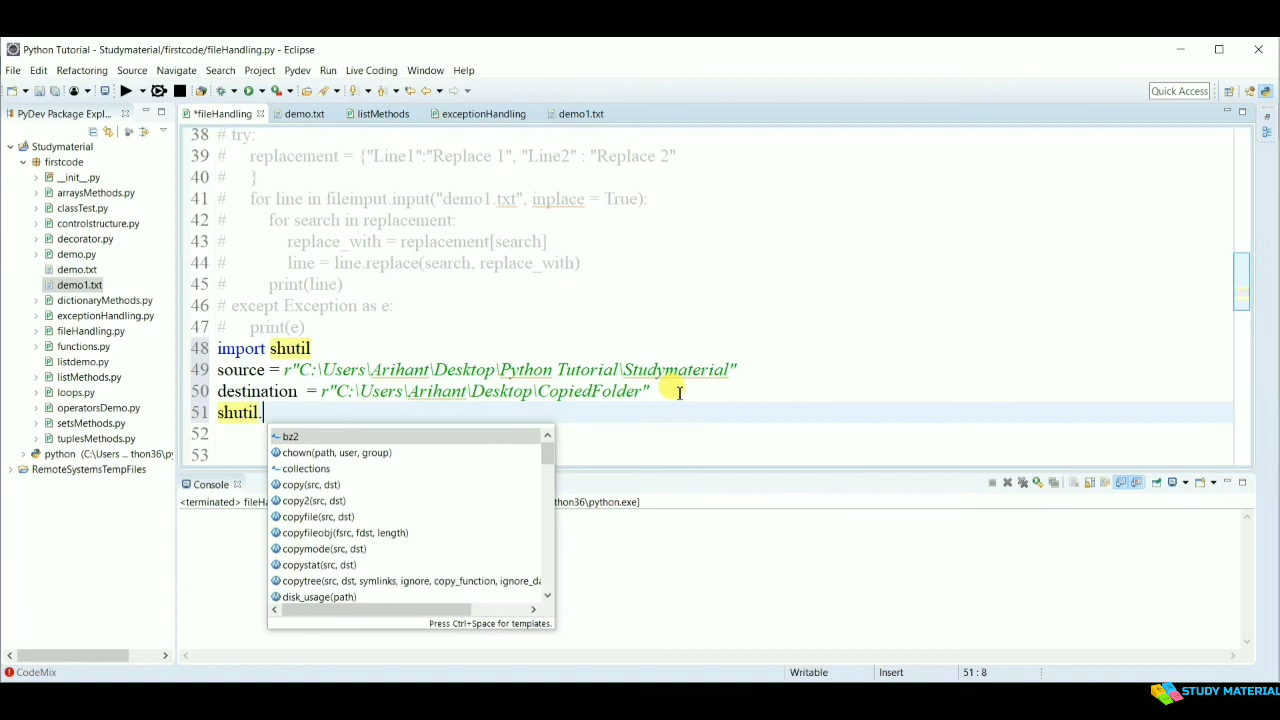 Python Tutorial - Studymaterial/firstcode/fileHandling.py - Eclipse
File Edit Refactoring Source Navigate Search Project Pydev Run Live Coding Window Help
Quick Access
PyDev Package Expl...
*fileHandling demo.txt listMethods exceptionHandling demo1.txt
Studymaterial
firstcode
__init__.py
arraysMethods.py
classTest.py
controlstructure.py
decorator.py
demo.py
demo.txt
demo1.txt
dictionaryMethods.py
exceptionHandling.py
fileHandling.py
functions.py
listdemo.py
listMethods.py
loops.py
operatorsDemo.py
setsMethods.py
tuplesMethods.py
python (C:\Users ... thon36\py
RemoteSystemsTempFiles
38 # try:
39 # replacement = {"Line1":"Replace 1", "Line2" : "Replace 2"
40 # }
41 # for line in fileinput.input("demo1.txt", inplace = True):
42 # for search in replacement:
43 # replace_with = replacement[search]
44 # line = line.replace(search, replace_with)
45 # print(line)
46 # except Exception as e:
47 # print(e)
48 import shutil
49 source = r"C:\Users\Arihant\Desktop\Python Tutorial\Studymaterial"
50 destination = r"C:\Users\Arihant\Desktop\CopiedFolder"
51 shutil.
52
53
bz2
chown(path, user, group)
collections
copy(src, dst)
copy2(src, dst)
copyfile(src, dst)
copyfileobj(fsrc, fdst, length)
copymode(src, dst)
copystat(src, dst)
copytree(src, dst, symlinks, ignore, copy_function, ignore_da
disk_usage(path)
Press Ctrl+Space for templates.
Console
<terminated> fileHa thon36\python.exe]
CodeMix
Writable Insert 51 : 8
STUDY MATERIAL